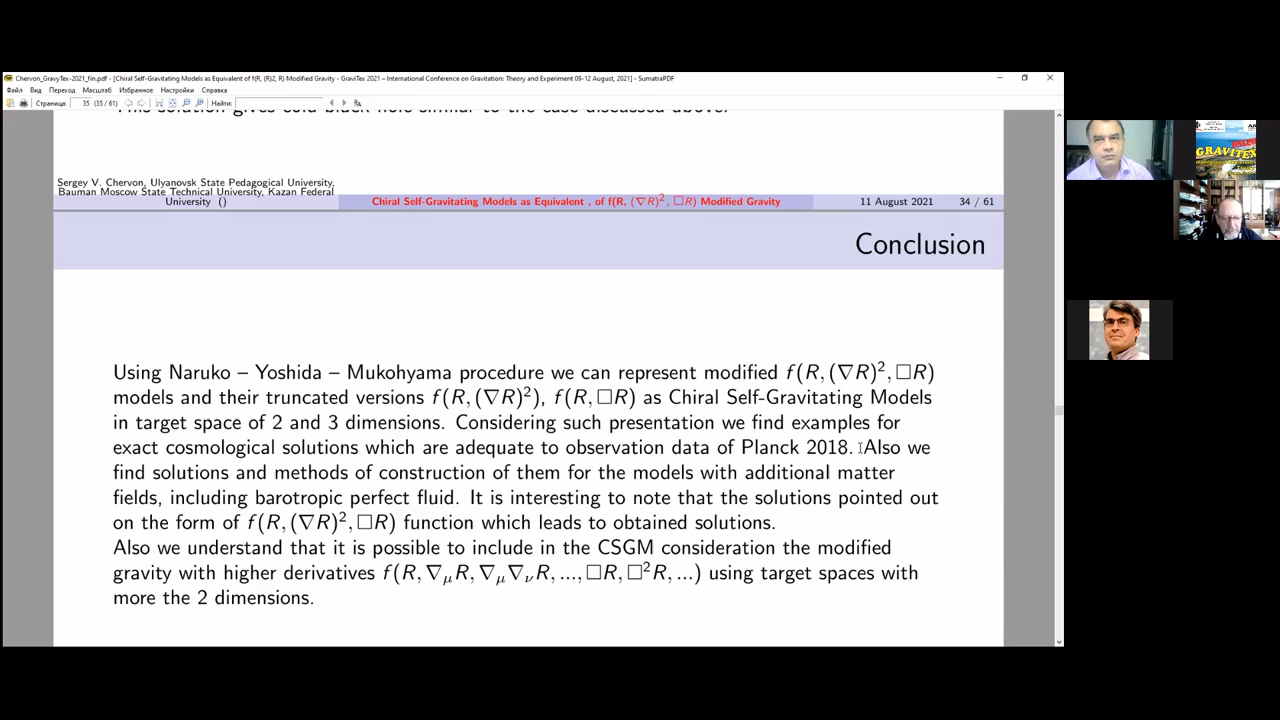 Chervon_GravyTex-2021_fin.pdf - [Chiral Self-Gravitating Models as Equivalent of f(R, (R)2, R) Modified Gravity - GraviTex 2021 – International Conference on Gravitation: Theory and Experiment 09-12 August, 2021] - SumatraPDF
Файл Вид Переход Масштаб Избранное Настройки Справка
Страница: 35 (35 / 61) Найти:
This solution gives cold black hole similar to the case discussed above.
Sergey V. Chervon, Ulyanovsk State Pedagogical University,
Bauman Moscow State Technical University, Kazan Federal
University () Chiral Self-Gravitating Models as Equivalent , of f(R, (∇R)², □R) Modified Gravity 11 August 2021 34 / 61
Conclusion
Using Naruko – Yoshida – Mukohyama procedure we can represent modified f(R, (∇R)², □R)
models and their truncated versions f(R, (∇R)²), f(R, □R) as Chiral Self-Gravitating Models
in target space of 2 and 3 dimensions. Considering such presentation we find examples for
exact cosmological solutions which are adequate to observation data of Planck 2018. Also we
find solutions and methods of construction of them for the models with additional matter
fields, including barotropic perfect fluid. It is interesting to note that the solutions pointed out
on the form of f(R, (∇R)², □R) function which leads to obtained solutions.
Also we understand that it is possible to include in the CSGM consideration the modified
gravity with higher derivatives f(R, ∇μR, ∇μ∇νR, ..., □R, □²R, ...) using target spaces with
more the 2 dimensions.
GRAVITEX